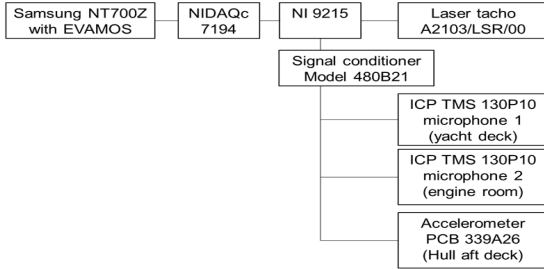 Samsung NT700Z
with EVAMOS
NIDAQc
7194
NI 9215
Laser tacho
A2103/LSR/00
Signal conditioner
Model 480B21
ICP TMS 130P10
microphone 1
(yacht deck)
ICP TMS 130P10
microphone 2
(engine room)
Accelerometer
PCB 339A26
(Hull aft deck)